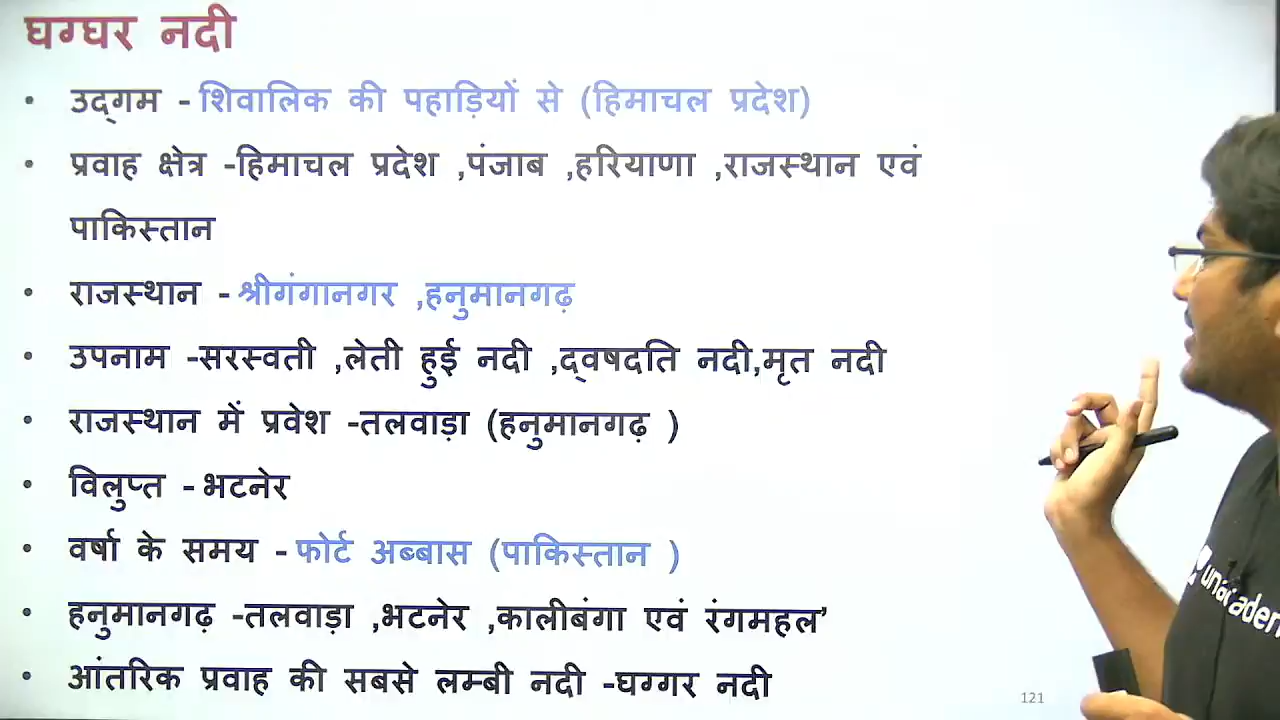 घग्घर नदी
• उद्गम - शिवालिक की पहाड़ियों से (हिमाचल प्रदेश)
• प्रवाह क्षेत्र -हिमाचल प्रदेश ,पंजाब ,हरियाणा ,राजस्थान एवं
पाकिस्तान
• राजस्थान - श्रीगंगानगर ,हनुमानगढ़
• उपनाम -सरस्वती ,लेती हुई नदी ,द्वषदति नदी,मृत नदी
• राजस्थान में प्रवेश -तलवाड़ा (हनुमानगढ़ )
• विलुप्त - भटनेर
• वर्षा के समय - फोर्ट अब्बास (पाकिस्तान )
• हनुमानगढ़ -तलवाड़ा ,भटनेर ,कालीबंगा एवं रंगमहल’
• आंतरिक प्रवाह की सबसे लम्बी नदी -घग्गर नदी
121
unacadem